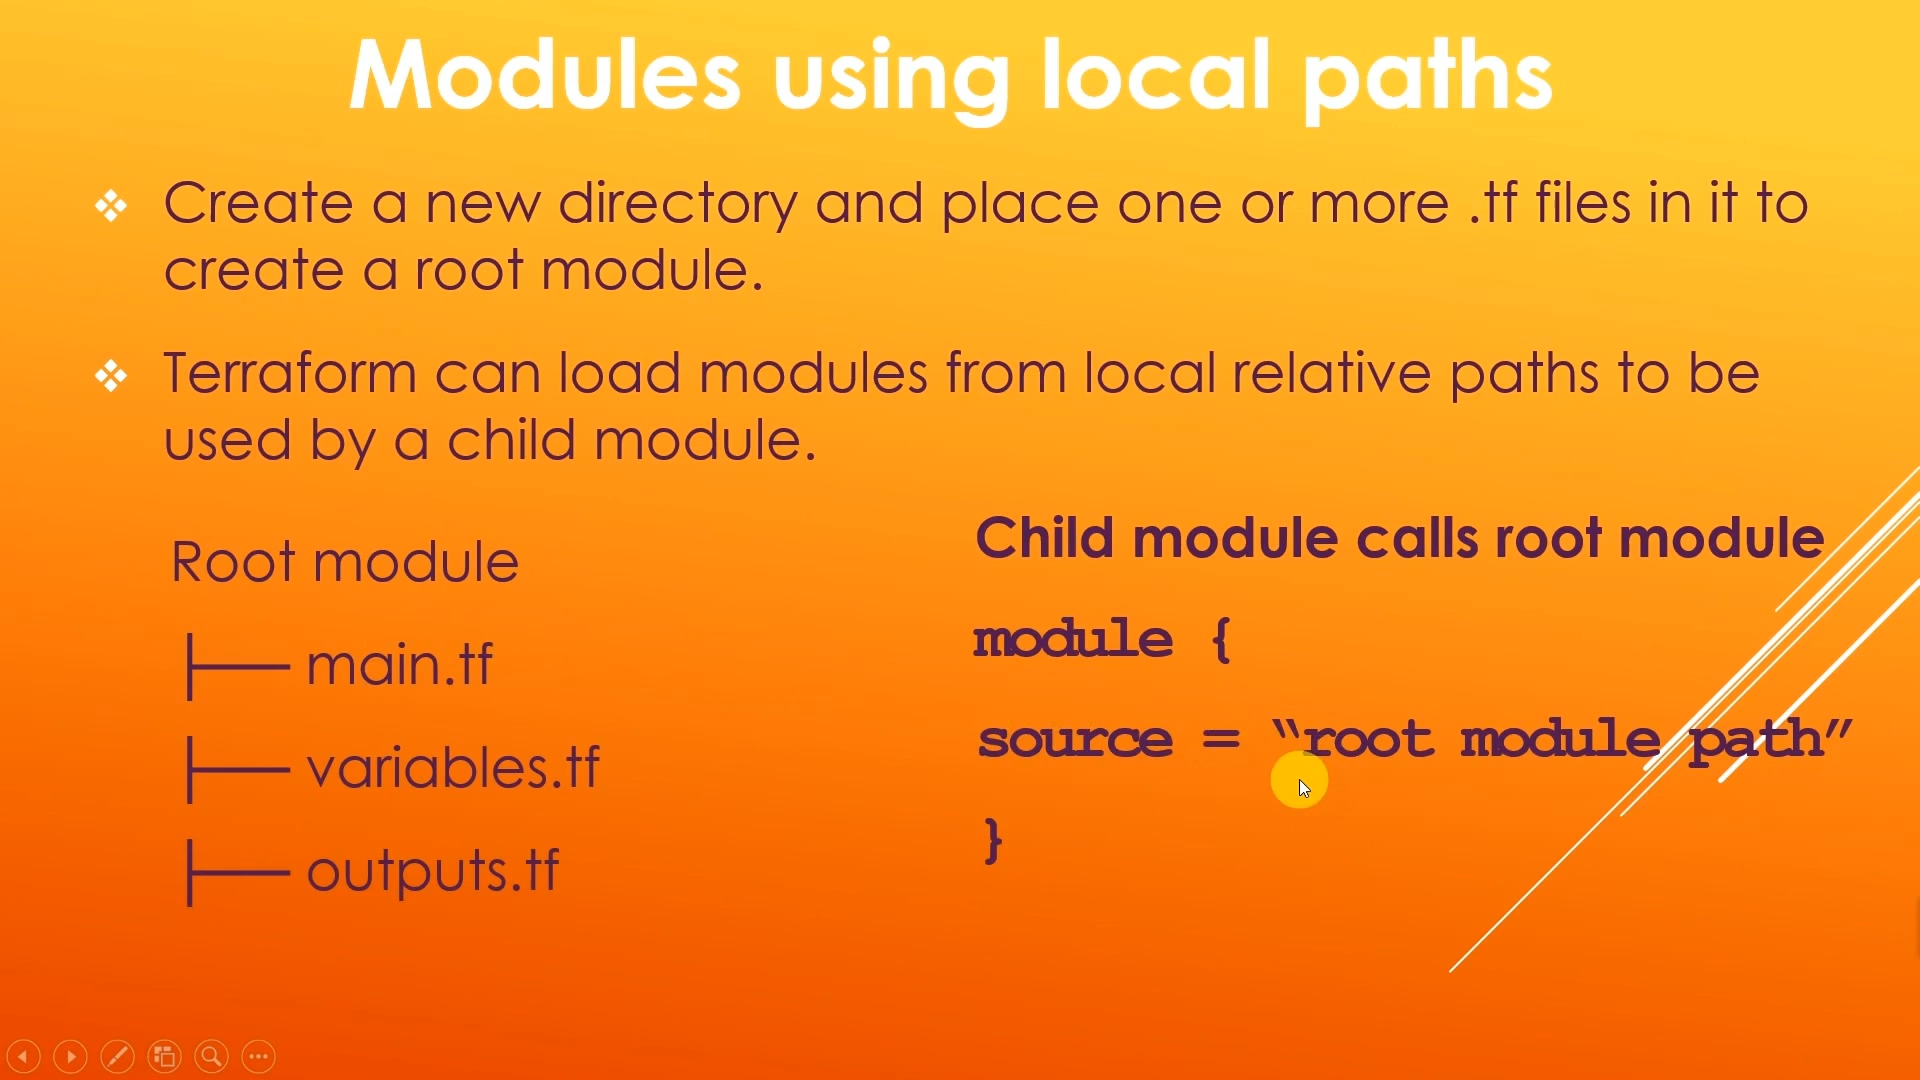 Modules using local paths
Create a new directory and place one or more .tf files in it to
create a root module.
Terraform can load modules from local relative paths to be
used by a child module.
Root module
main.tf
variables.tf
outputs.tf
Child module calls root module
module {
source = “root module path”
}